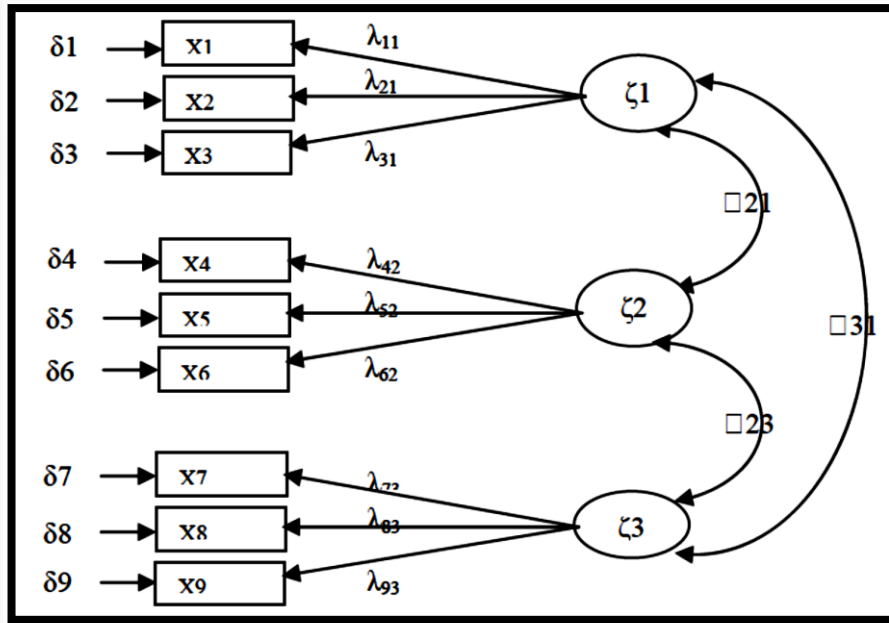 δ1 x1 λ11
δ2 x2 λ21 ζ1
δ3 x3 λ31
□21
δ4 x4 λ42
δ5 x5 λ52 ζ2
δ6 x6 λ62
□31
□23
δ7 x7 λ73
δ8 x8 λ83 ζ3
δ9 x9 λ93